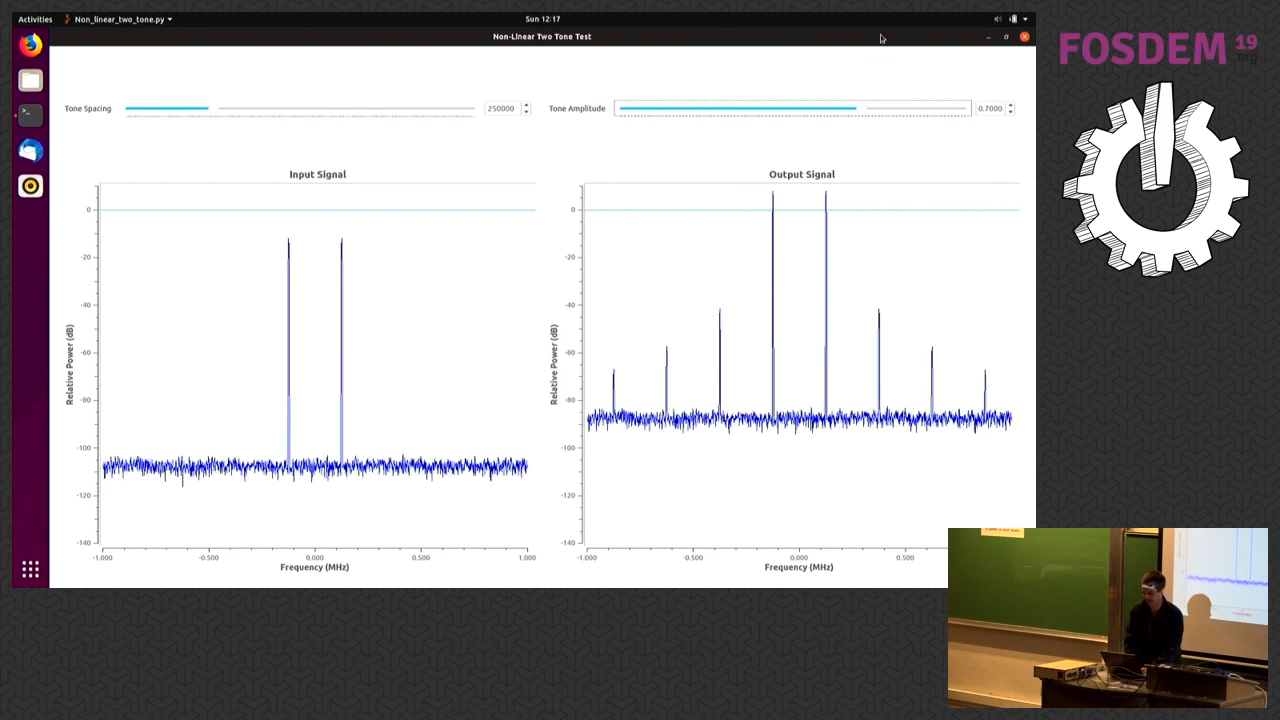 Activities
Non_linear_two_tone.py
Sun 12:17
Non-Linear Two Tone Test
FOSDEM 19
.org
Tone Spacing
250000
Tone Amplitude
0.7000
Input Signal
Relative Power (dB)
0
-20
-40
-60
-80
-100
-120
-140
-1.000
-0.500
0.000
0.500
1.000
Frequency (MHz)
Output Signal
Relative Power (dB)
0
-20
-40
-60
-80
-100
-120
-140
-1.000
-0.500
0.000
0.500
Frequency (MHz)